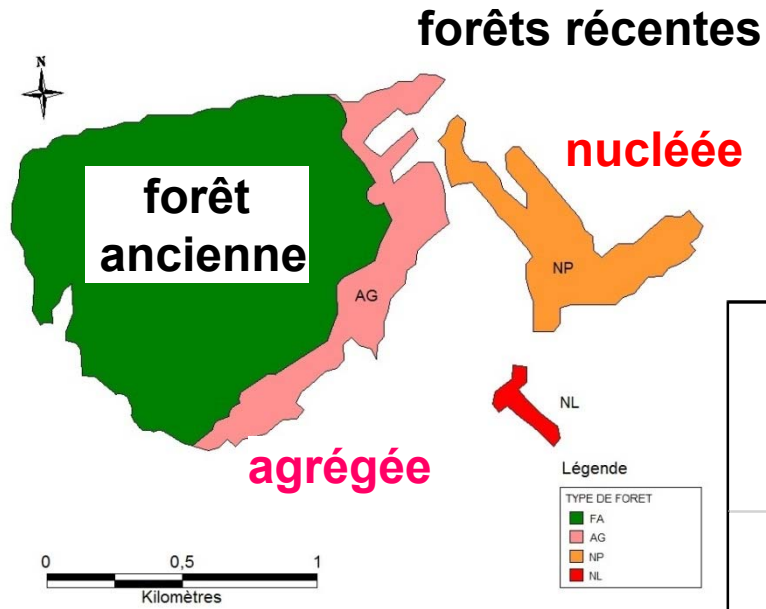 forêts récentes
N
nucléée
forêt
ancienne
NP
AG
NL
agrégée
Légende
TYPE DE FORET
FA
AG
NP
NL
0 0,5 1
Kilomètres